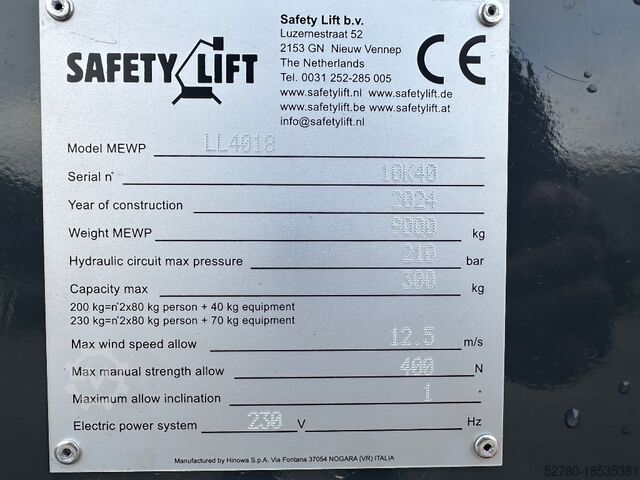 Safety Lift b.v.
Luzernestraat 52
2153 GN Nieuw Vennep
The Netherlands
Tel. 0031 252-285 005
www.safetylift.nl www.safetylift.de
www.safetylift.be www.safetylift.at
info@safetylift.nl
SAFETY LIFT
CE
Model MEWP LL4018
Serial n° 10K40
Year of construction 2024
Weight MEWP 9000 kg
Hydraulic circuit max pressure 210 bar
Capacity max 300 kg
200 kg=n°2x80 kg person + 40 kg equipment
230 kg=n°2x80 kg person + 70 kg equipment
Max wind speed allow 12.5 m/s
Max manual strength allow 400 N
Maximum allow inclination 1 °
Electric power system 230 V Hz
Manufactured by Hinowa S.p.A. Via Fontana 37054 NOGARA (VR) ITALIA
52780-18535381